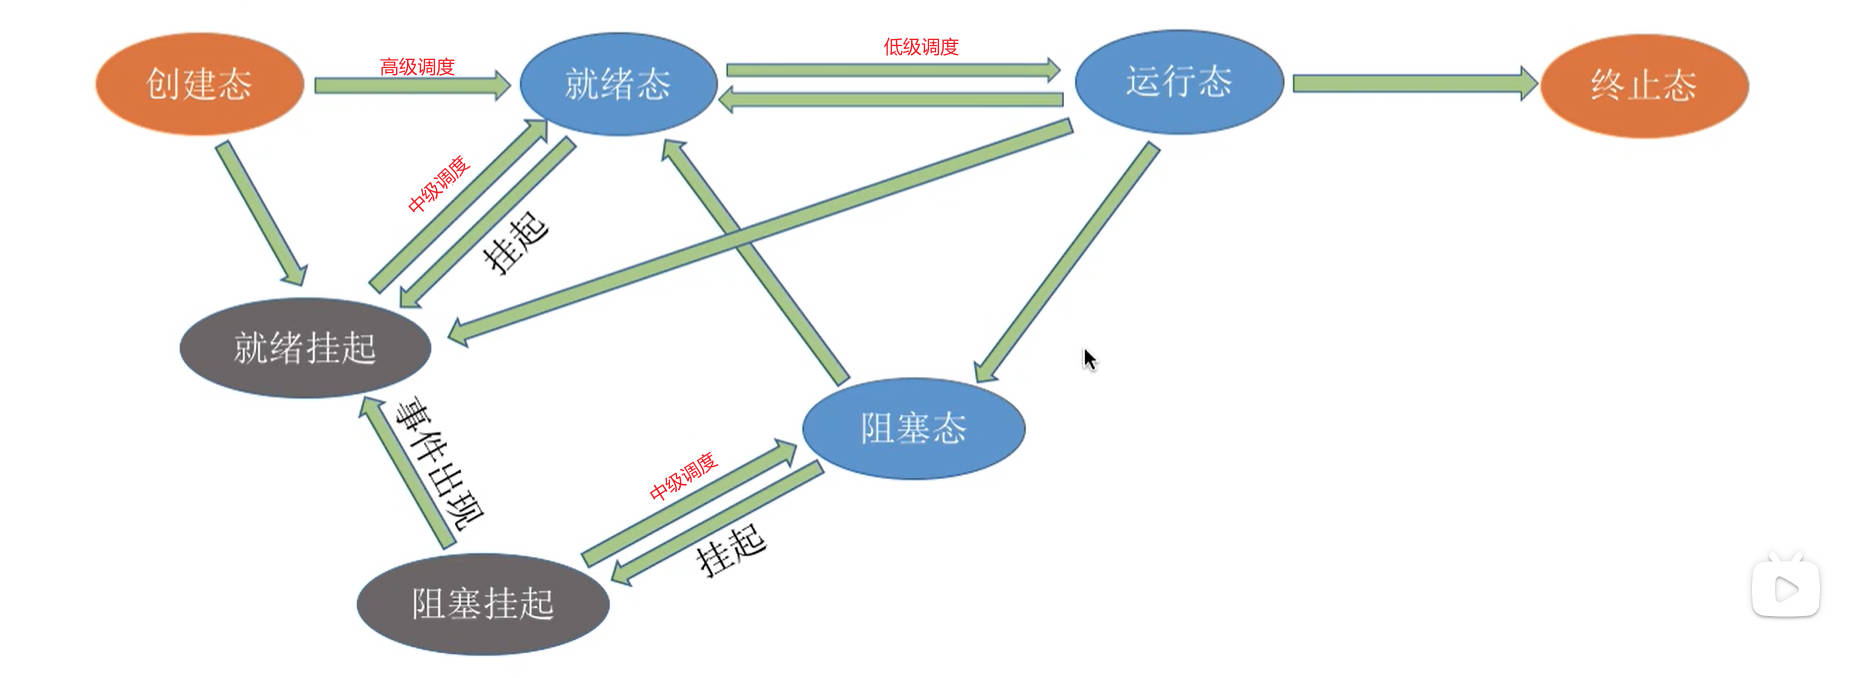 创建态
高级调度
就绪态
低级调度
运行态
终止态
中级调度
挂起
就绪挂起
事件出现
阻塞态
中级调度
挂起
阻塞挂起